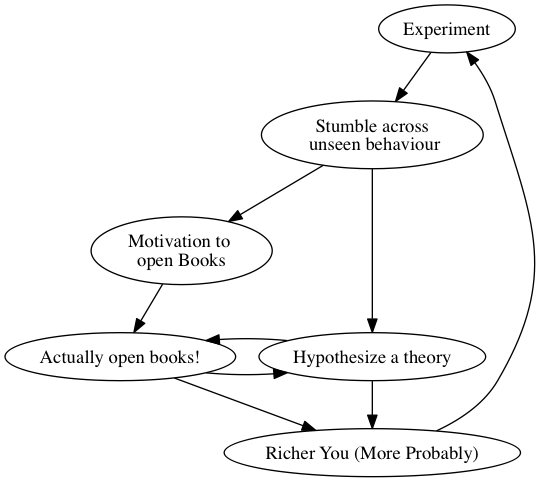 Experiment
Stumble across
unseen behaviour
Motivation to
open Books
Actually open books!
Hypothesize a theory
Richer You (More Probably)